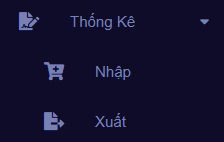 Thống Kê
Nhập
Xuất